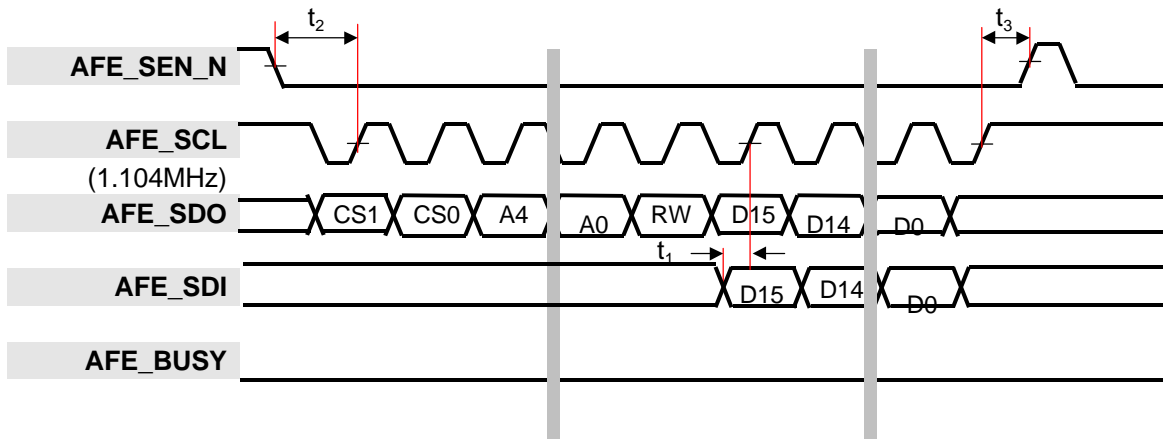 t2
t3
AFE_SEN_N
AFE_SCL
(1.104MHz)
AFE_SDO
CS1 CS0 A4 A0 RW D15 D14 D0
t1
AFE_SDI
D15 D14 D0
AFE_BUSY